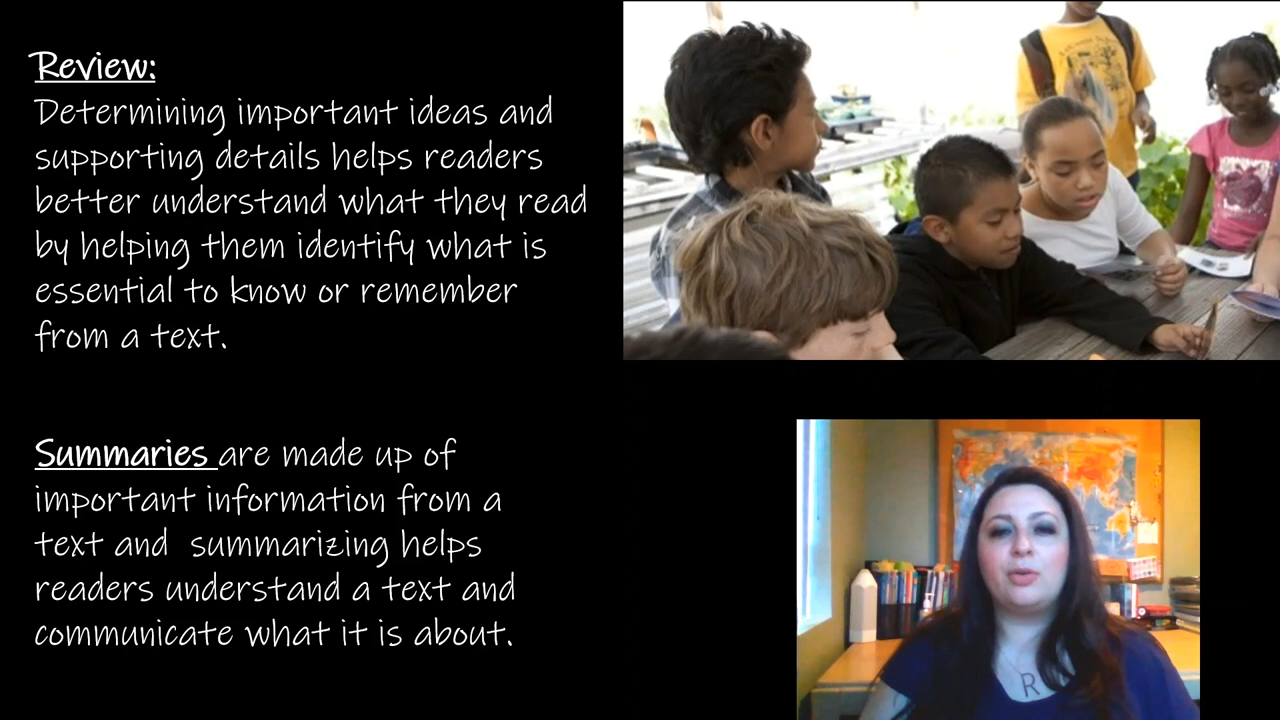 Review:
Determining important ideas and
supporting details helps readers
better understand what they read
by helping them identify what is
essential to know or remember
from a text.
Summaries are made up of
important information from a
text and summarizing helps
readers understand a text and
communicate what it is about.
R